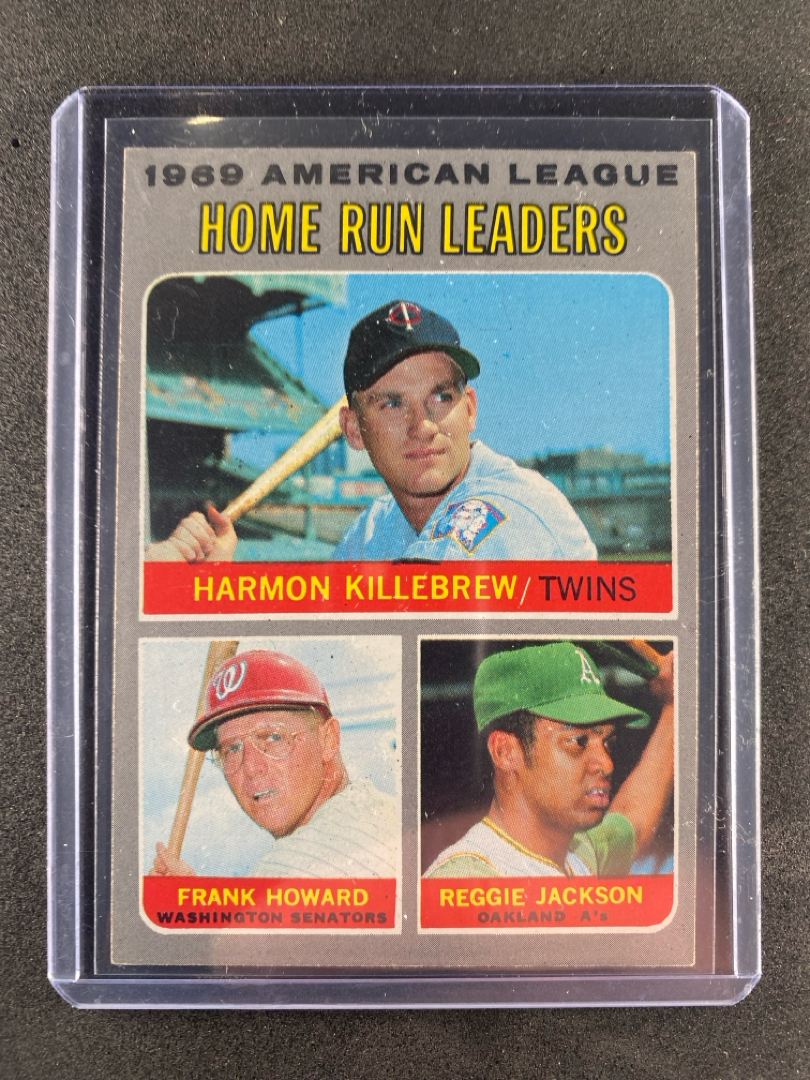 1969 AMERICAN LEAGUE
HOME RUN LEADERS
HARMON KILLEBREW/TWINS
W
A
FRANK HOWARD
WASHINGTON SENATORS
REGGIE JACKSON
OAKLAND A's